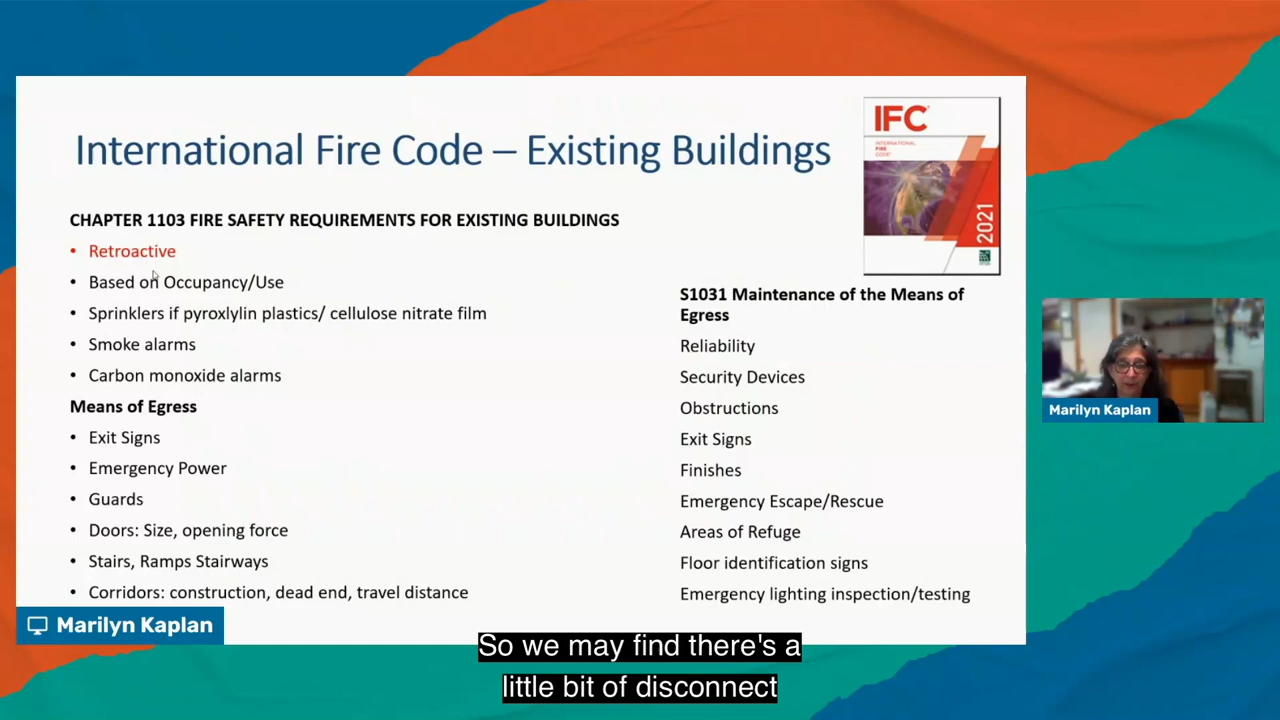 International Fire Code – Existing Buildings
IFC
INTERNATIONAL
FIRE
CODE
2021
CHAPTER 1103 FIRE SAFETY REQUIREMENTS FOR EXISTING BUILDINGS
• Retroactive
• Based on Occupancy/Use
• Sprinklers if pyroxlylin plastics/ cellulose nitrate film
• Smoke alarms
• Carbon monoxide alarms
Means of Egress
• Exit Signs
• Emergency Power
• Guards
• Doors: Size, opening force
• Stairs, Ramps Stairways
• Corridors: construction, dead end, travel distance
S1031 Maintenance of the Means of
Egress
Reliability
Security Devices
Obstructions
Exit Signs
Finishes
Emergency Escape/Rescue
Areas of Refuge
Floor identification signs
Emergency lighting inspection/testing
Marilyn Kaplan
Marilyn Kaplan
So we may find there's a
little bit of disconnect